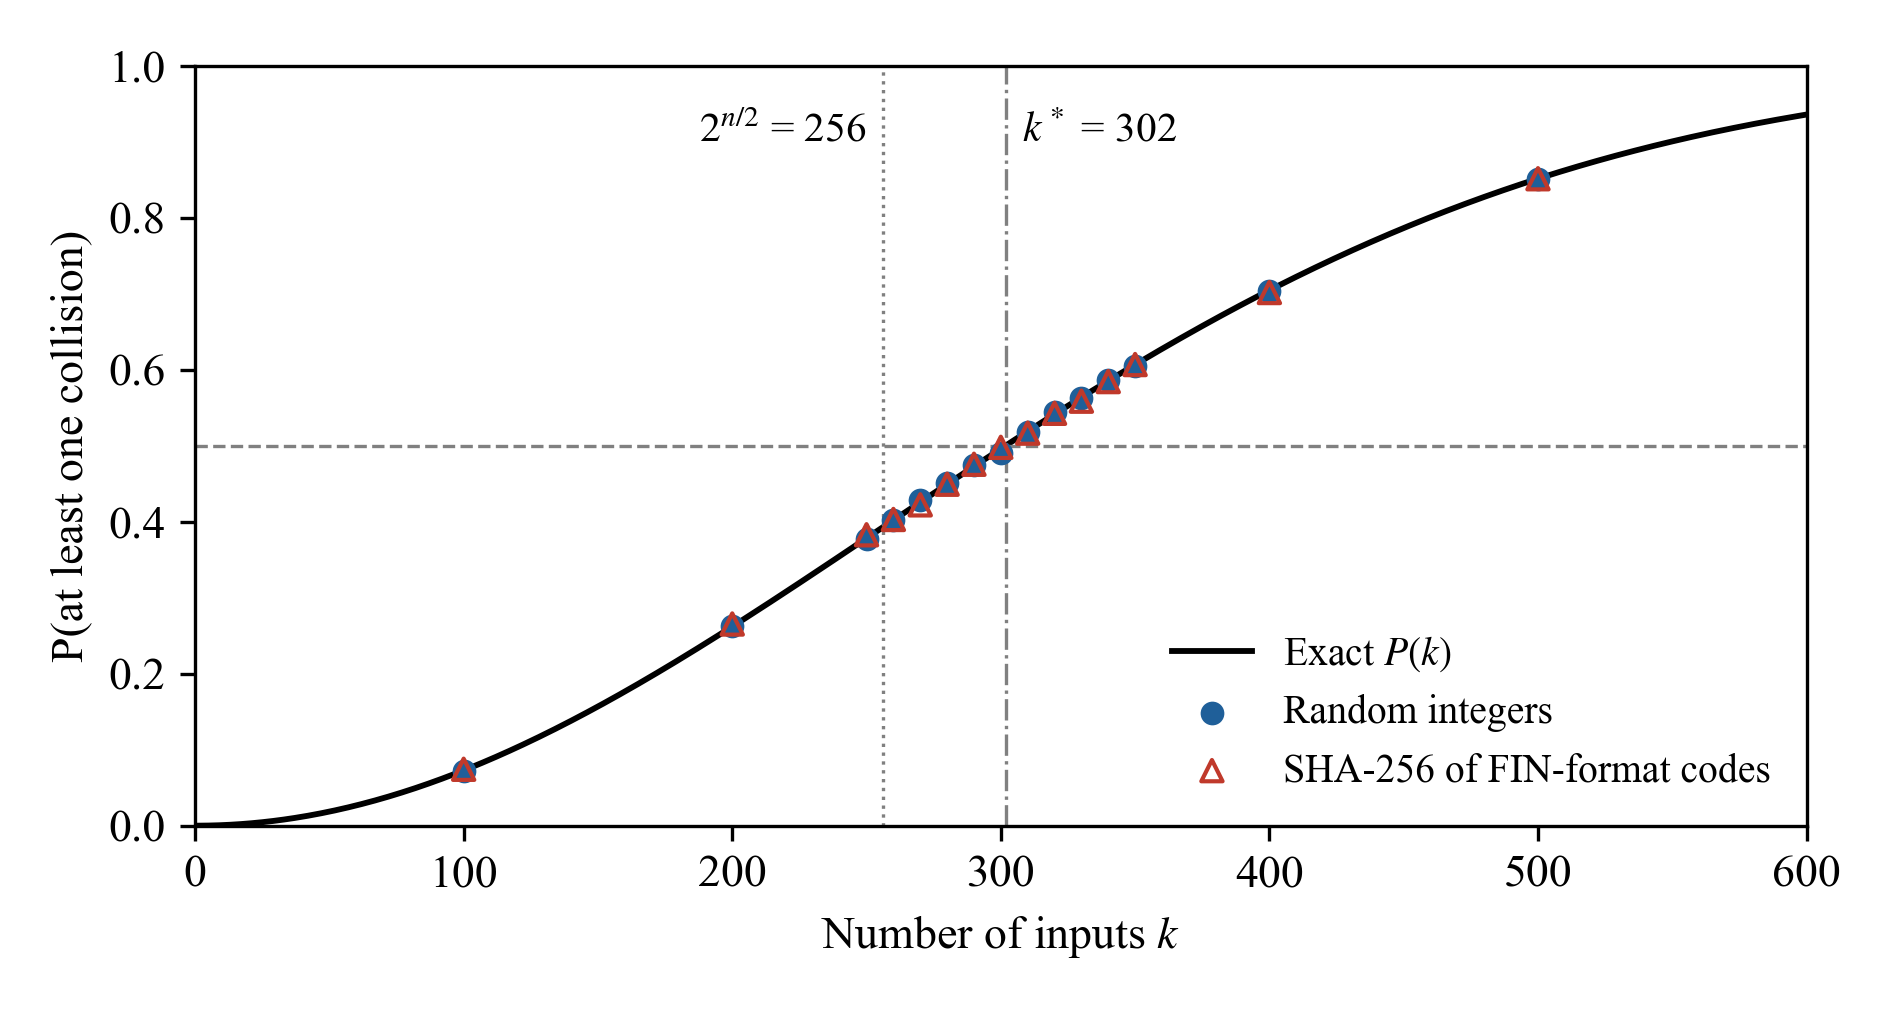 1.0
0.8
0.6
0.4
0.2
0.0
P(at least one collision)
2^{n/2} = 256
k^* = 302
Exact P(k)
Random integers
SHA-256 of FIN-format codes
0 100 200 300 400 500 600
Number of inputs k